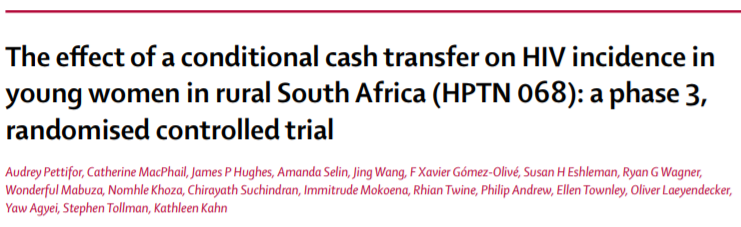 The effect of a conditional cash transfer on HIV incidence in
young women in rural South Africa (HPTN 068): a phase 3,
randomised controlled trial
Audrey Pettifor, Catherine MacPhail, James P Hughes, Amanda Selin, Jing Wang, F Xavier Gómez-Olivé, Susan H Eshleman, Ryan G Wagner,
Wonderful Mabuza, Nomhle Khoza, Chirayath Suchindran, Immitrude Mokoena, Rhian Twine, Philip Andrew, Ellen Townley, Oliver Laeyendecker,
Yaw Agyei, Stephen Tollman, Kathleen Kahn